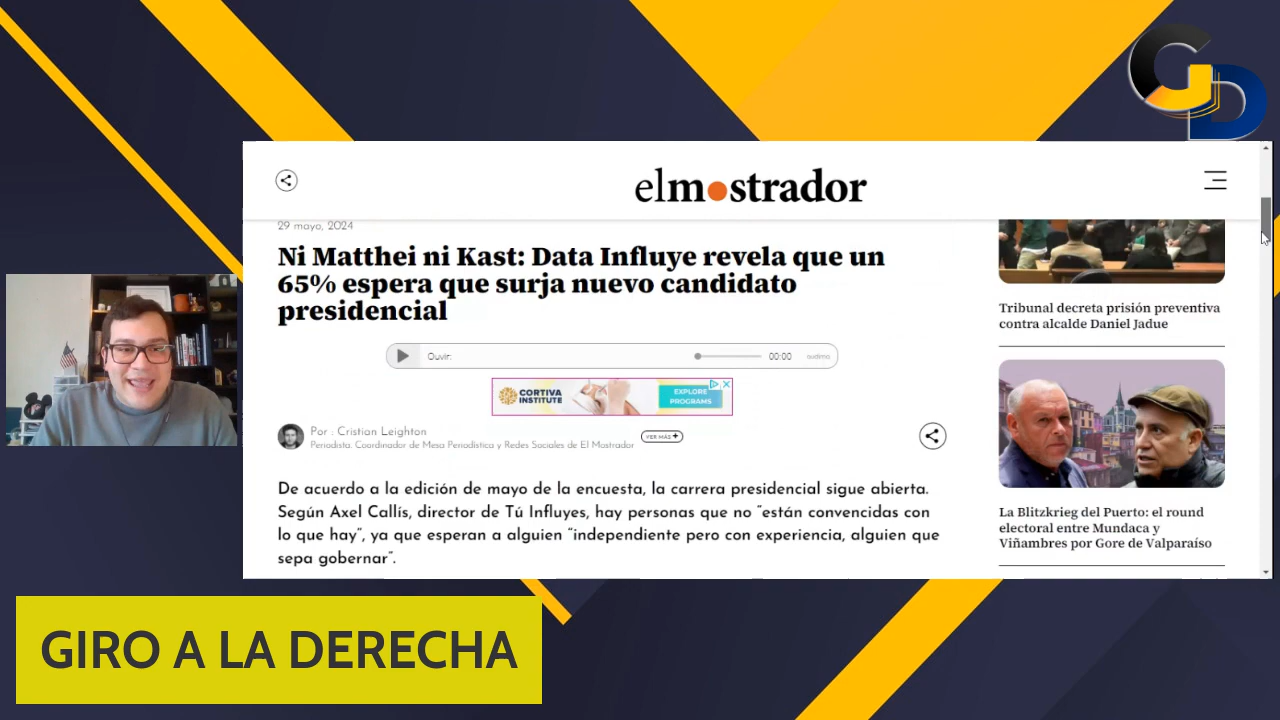 GD
elmostrador
29 mayo, 2024
Ni Matthei ni Kast: Data Influye revela que un
65% espera que surja nuevo candidato
presidencial
Ouvir:
00:00
audima
CORTIVA
INSTITUTE
EXPLORE
PROGRAMS
Por : Cristian Leighton
Periodista. Coordinador de Mesa Periodística y Redes Sociales de El Mostrador
VER MÁS +
De acuerdo a la edición de mayo de la encuesta, la carrera presidencial sigue abierta.
Según Axel Callís, director de Tú Influyes, hay personas que no “están convencidas con
lo que hay”, ya que esperan a alguien “independiente pero con experiencia, alguien que
sepa gobernar”.
Tribunal decreta prisión preventiva
contra alcalde Daniel Jadue
La Blitzkrieg del Puerto: el round
electoral entre Mundaca y
Viñambres por Gore de Valparaíso
GIRO A LA DERECHA